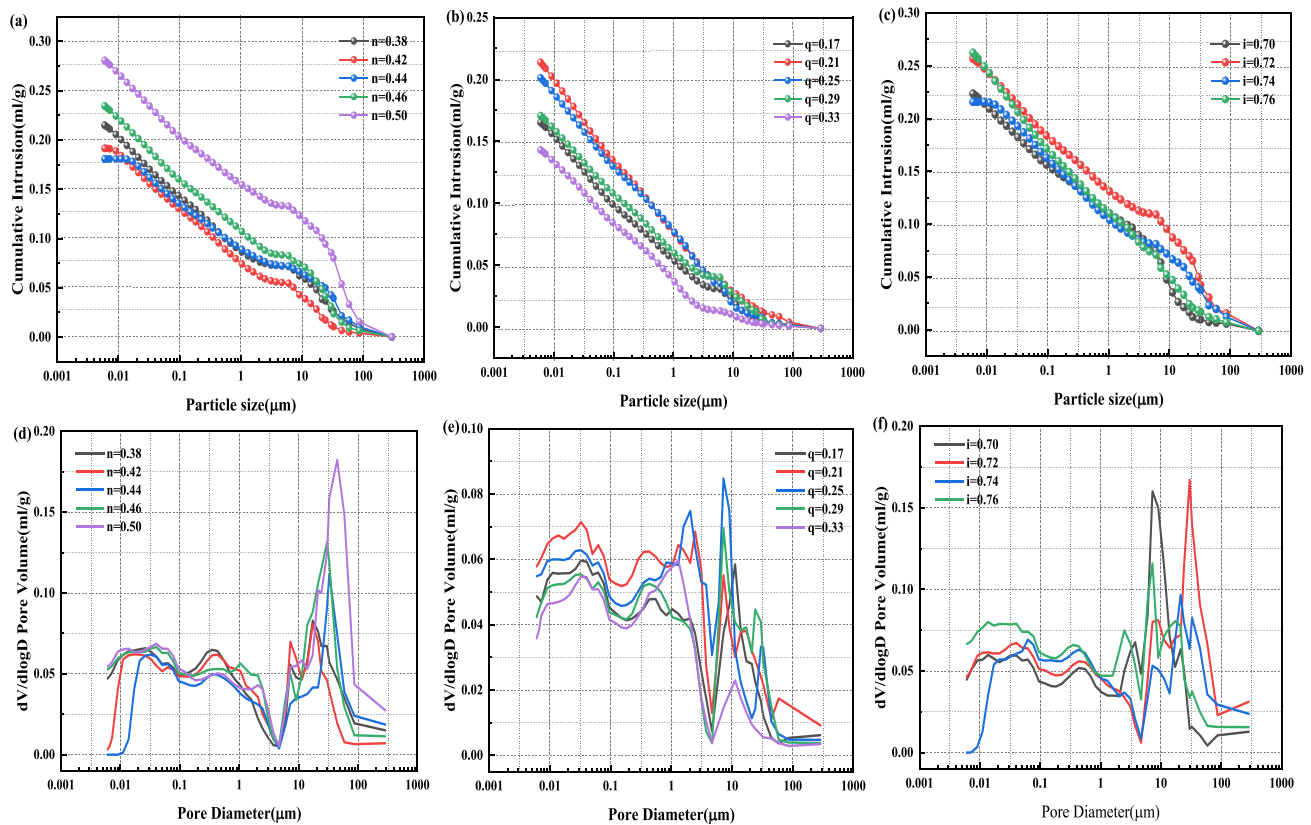 (a)
n=0.38
n=0.42
n=0.44
n=0.46
n=0.50
0.30
0.25
0.20
0.15
0.10
0.05
0.00
Cumulative Intrusion(ml/g)
0.001 0.01 0.1 1 10 100 1000
Particle size(μm)
(b)
q=0.17
q=0.21
q=0.25
q=0.29
q=0.33
0.25
0.20
0.15
0.10
0.05
0.00
Cumulative Intrusion(ml/g)
0.001 0.01 0.1 1 10 100 1000
Particle size(μm)
(c)
i=0.70
i=0.72
i=0.74
i=0.76
0.30
0.25
0.20
0.15
0.10
0.05
0.00
Cumulative Intrusion(ml/g)
0.001 0.01 0.1 1 10 100 1000
Particle size(μm)
(d)
n=0.38
n=0.42
n=0.44
n=0.46
n=0.50
0.20
0.15
0.10
0.05
0.00
dV/dlogD Pore Volume(ml/g)
0.001 0.01 0.1 1 10 100 1000
Pore Diameter(μm)
(e)
q=0.17
q=0.21
q=0.25
q=0.29
q=0.33
0.10
0.08
0.06
0.04
0.02
0.00
dV/dlogD Pore Volume(ml/g)
0.001 0.01 0.1 1 10 100 1000
Pore Diameter(μm)
(f)
i=0.70
i=0.72
i=0.74
i=0.76
0.20
0.15
0.10
0.05
0.00
dV/dlogD Pore Volume(ml/g)
0.001 0.01 0.1 1 10 100 1000
Pore Diameter(μm)